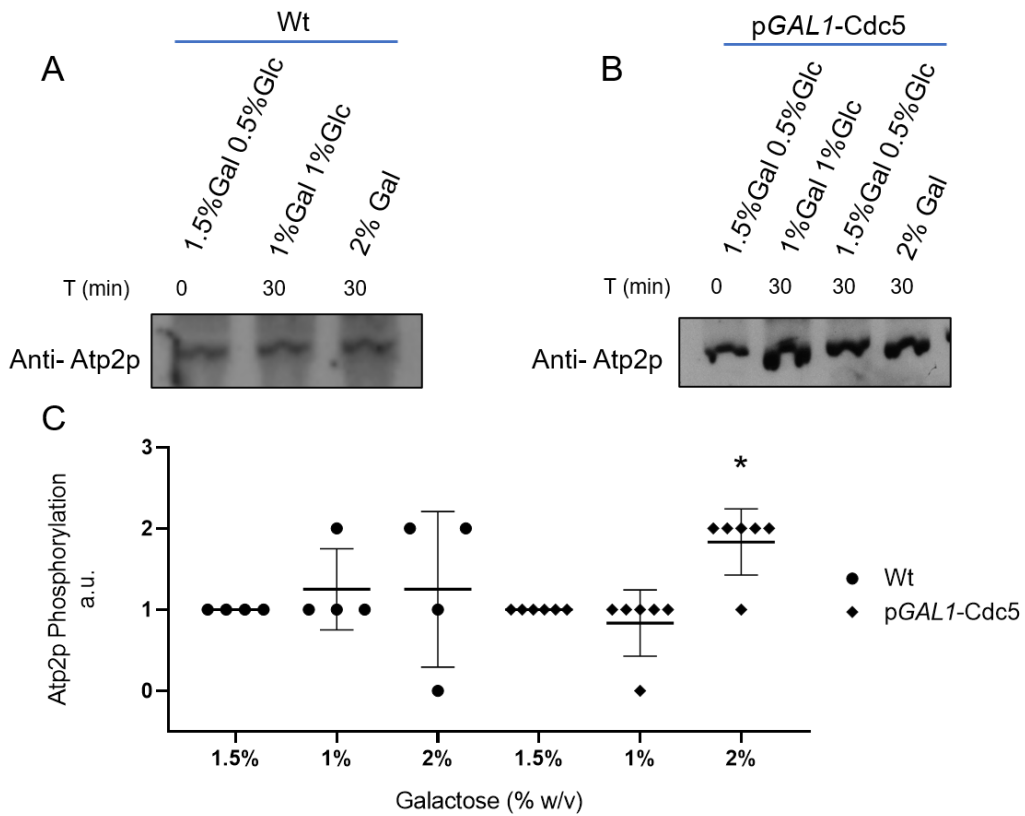 Wt
A
1.5%Gal 0.5%Glc
1%Gal 1%Glc
2% Gal
T (min)
0
30
30
Anti- Atp2p
pGAL1-Cdc5
B
1.5%Gal 0.5%Glc
1%Gal 1%Glc
1.5%Gal 0.5%Glc
2% Gal
T (min)
0
30
30
30
Anti- Atp2p
C
Atp2p Phosphorylation
a.u.
3
2
1
0
*
1.5%
1%
2%
1.5%
1%
2%
Galactose (% w/v)
Wt
pGAL1-Cdc5